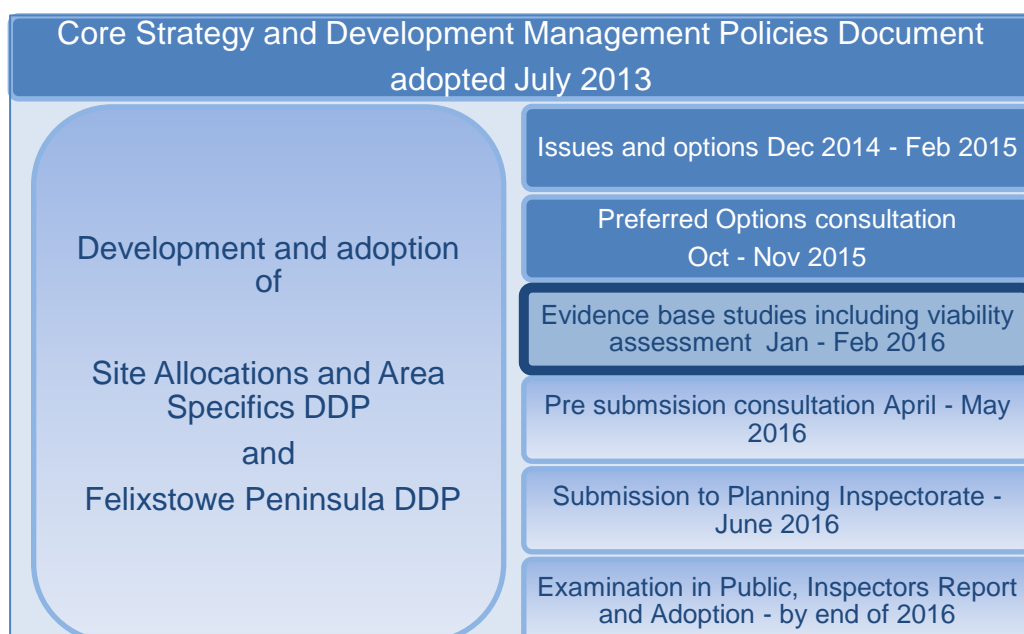 Core Strategy and Development Management Policies Document
adopted July 2013
Development and adoption
of
Site Allocations and Area
Specifics DDP
and
Felixstowe Peninsula DDP
Issues and options Dec 2014 - Feb 2015
Preferred Options consultation
Oct - Nov 2015
Evidence base studies including viability
assessment  Jan - Feb 2016
Pre submsision consultation April - May
2016
Submission to Planning Inspectorate -
June 2016
Examination in Public, Inspectors Report
and Adoption - by end of 2016